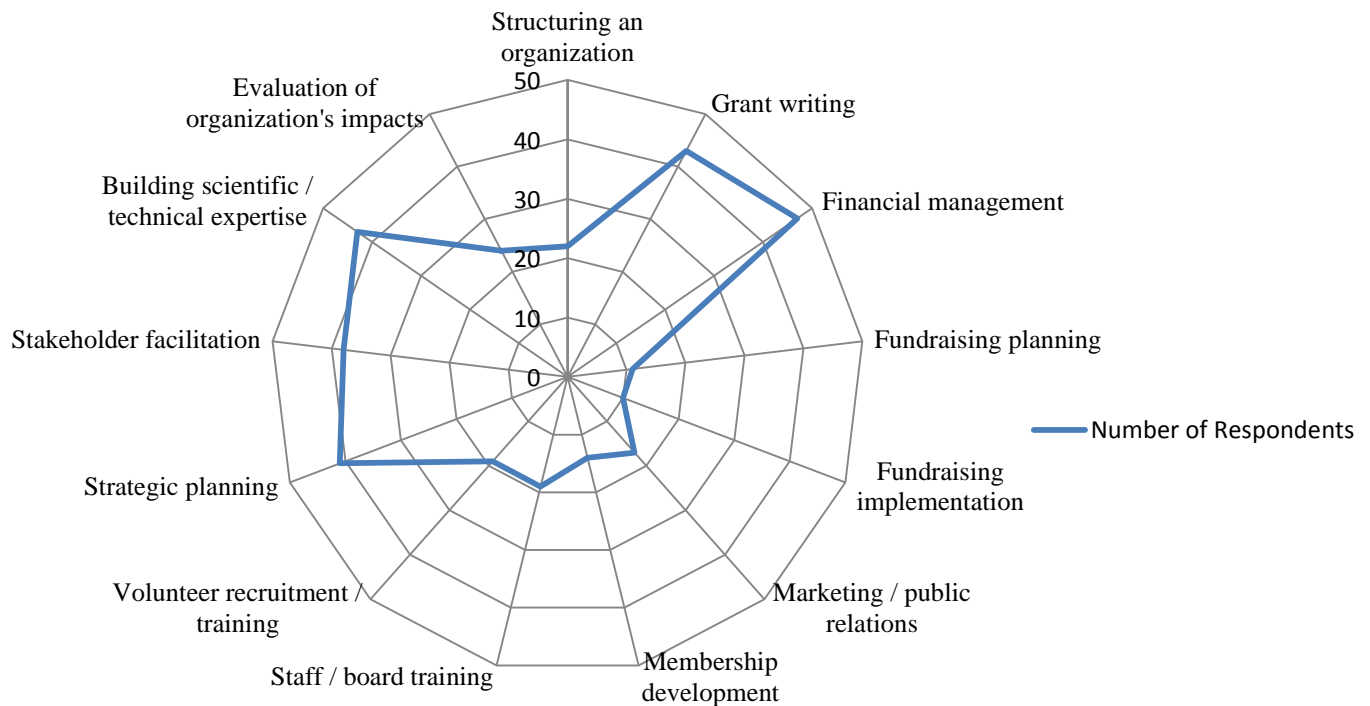 Structuring an
organization
50
40
30
20
10
0
Grant writing
Financial management
Fundraising planning
Fundraising
implementation
Marketing / public
relations
Membership
development
Staff / board training
Volunteer recruitment /
training
Strategic planning
Stakeholder facilitation
Building scientific /
technical expertise
Evaluation of
organization's impacts
Number of Respondents